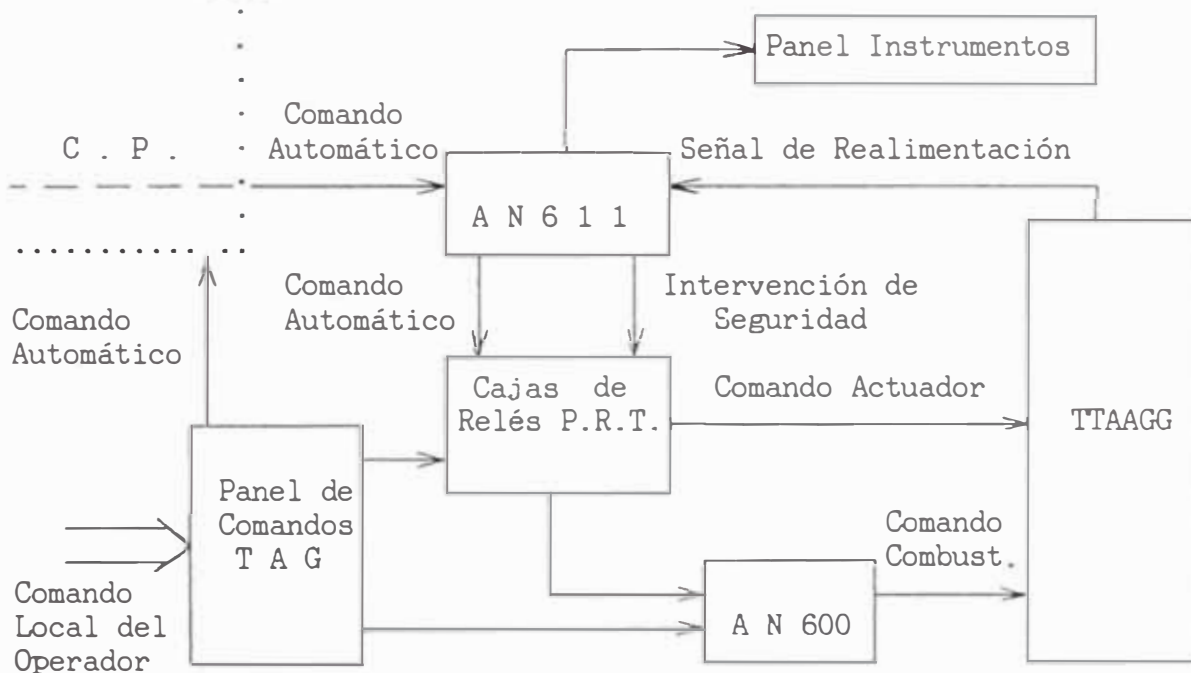 Panel Instrumentos
Comando
Automático
C . P .
Señal de Realimentación
A N 6 1 1
Comando
Automático
Comando
Automático
Intervención de
Seguridad
Cajas de
Relés P.R.T.
Comando Actuador
TTAAGG
Panel de
Comandos
T A G
Comando
Combust.
A N 600
Comando
Local del
Operador